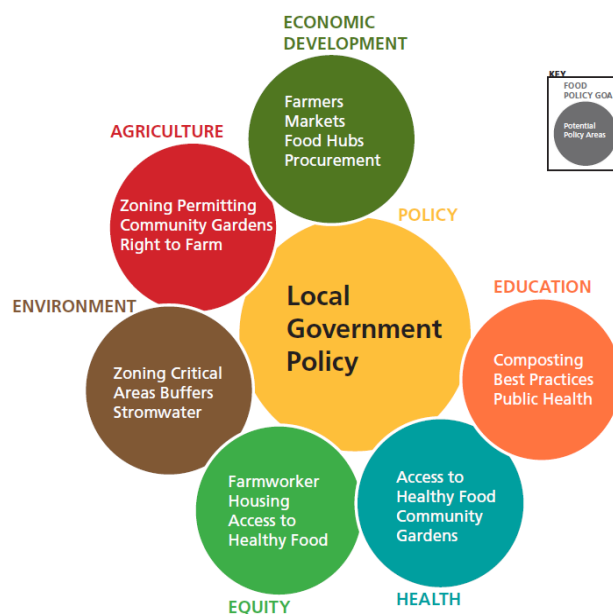 ECONOMIC
DEVELOPMENT
Farmers
Markets
Food Hubs
Procurement
KEY
FOOD
POLICY GOA
Potential
Policy Areas
AGRICULTURE
Zoning Permitting
Community Gardens
Right to Farm
POLICY
Local
Government
Policy
EDUCATION
Composting
Best Practices
Public Health
ENVIRONMENT
Zoning Critical
Areas Buffers
Stromwater
Farmworker
Housing
Access to
Healthy Food
EQUITY
Access to
Healthy Food
Community
Gardens
HEALTH